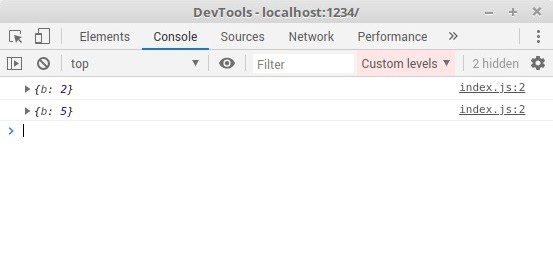 DevTools - localhost:1234/
Elements Console Sources Network Performance »
top Filter Custom levels 2 hidden
{b: 2} index.js:2
{b: 5} index.js:2